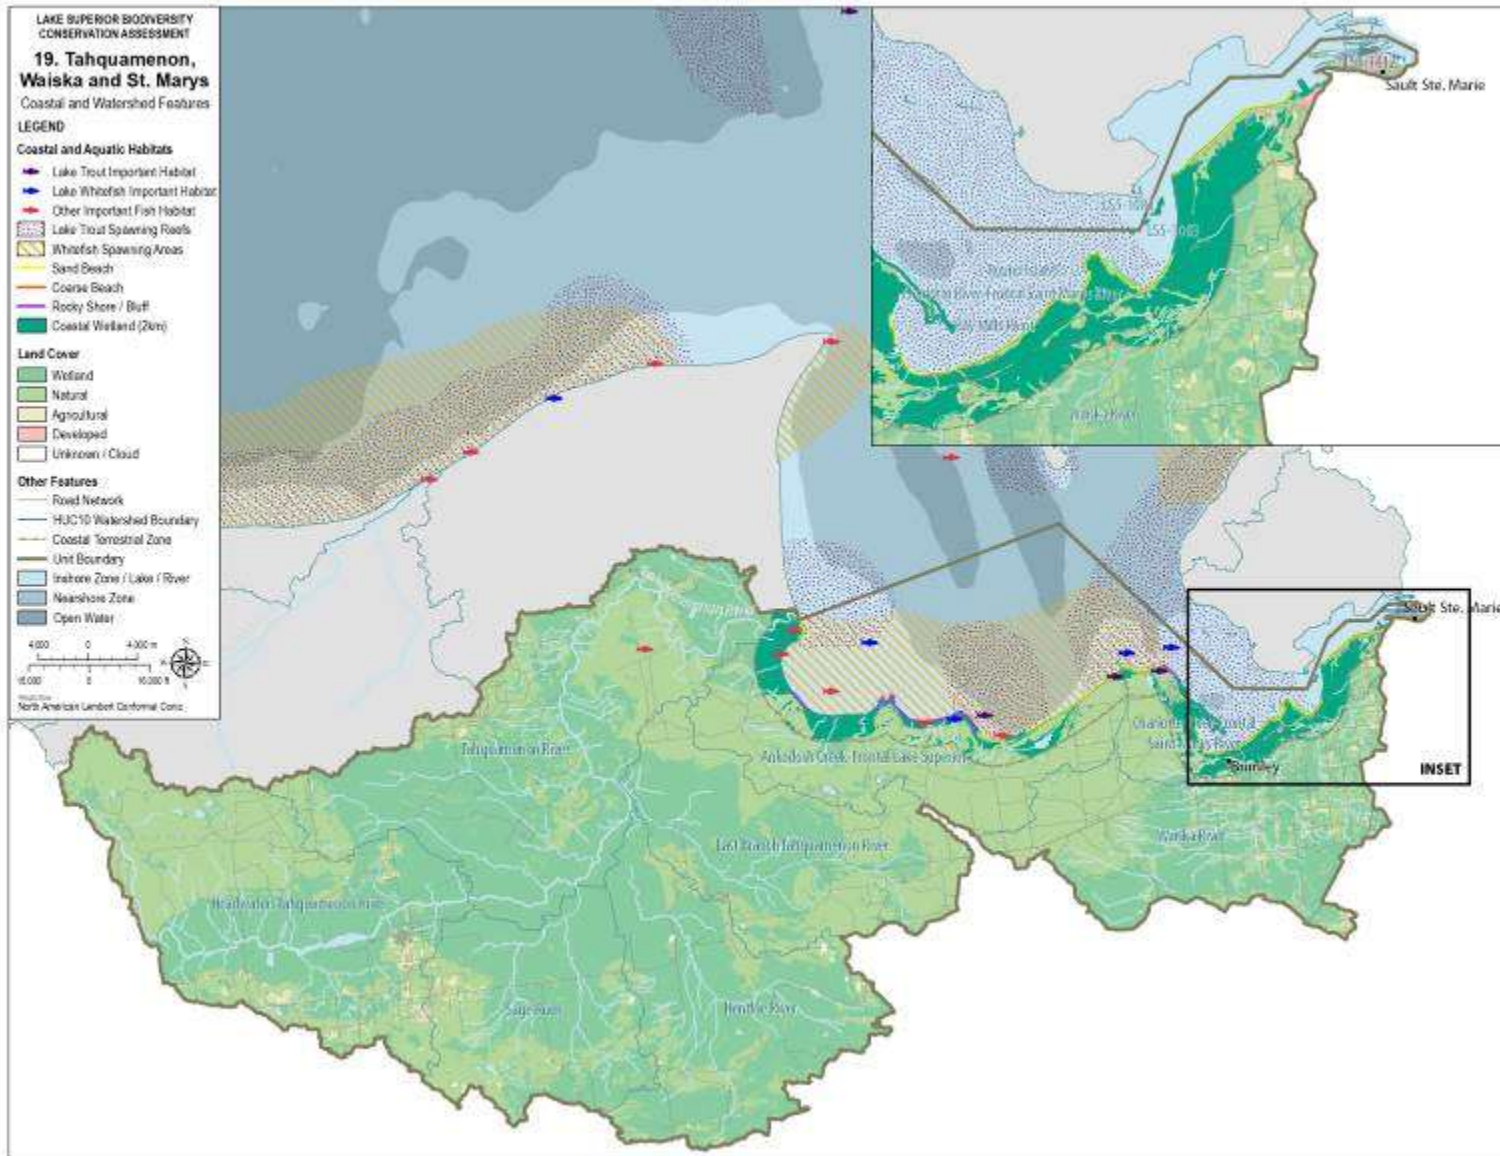 LAKE SUPERIOR BIODIVERSITY
CONSERVATION ASSESSMENT
19. Tahquamenon,
Waiska and St. Marys
Coastal and Watershed Features
LEGEND
Coastal and Aquatic Habitats
Lake Trout Important Habitat
Lake Whitefish Important Habitat
Other Important Fish Habitat
Lake Trout Spawning Reefs
Whitefish Spawning Areas
Sand Beach
Coarse Beach
Rocky Shore / Bluff
Coastal Wetland (2km)
Land Cover
Wetland
Natural
Agricultural
Developed
Unknown / Cloud
Other Features
Road Network
HUC10 Watershed Boundary
Coastal Terrestrial Zone
Unit Boundary
Inshore Zone / Lake / River
Nearshore Zone
Open Water
North American Lambert Conformal Conic
Sault Ste. Marie
Waiska River
Sault Ste. Marie
Tahquamenon River
Ankodosh Creek-Frontal Lake Superior
Brimley
INSET
Waiska River
East Branch Tahquamenon River
Headwaters Tahquamenon River
Sage River
Hendrie River